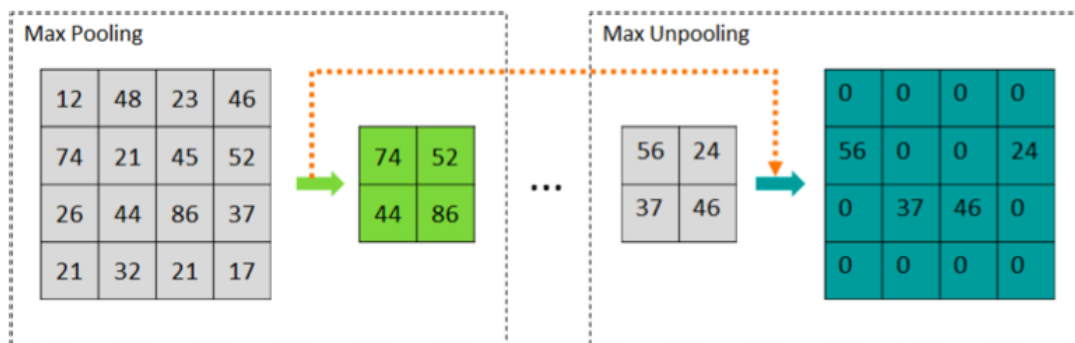 Max Pooling
12 48 23 46
74 21 45 52
26 44 86 37
21 32 21 17
74 52
44 86
...
Max Unpooling
56 24
37 46
0 0 0 0
56 0 0 24
0 37 46 0
0 0 0 0